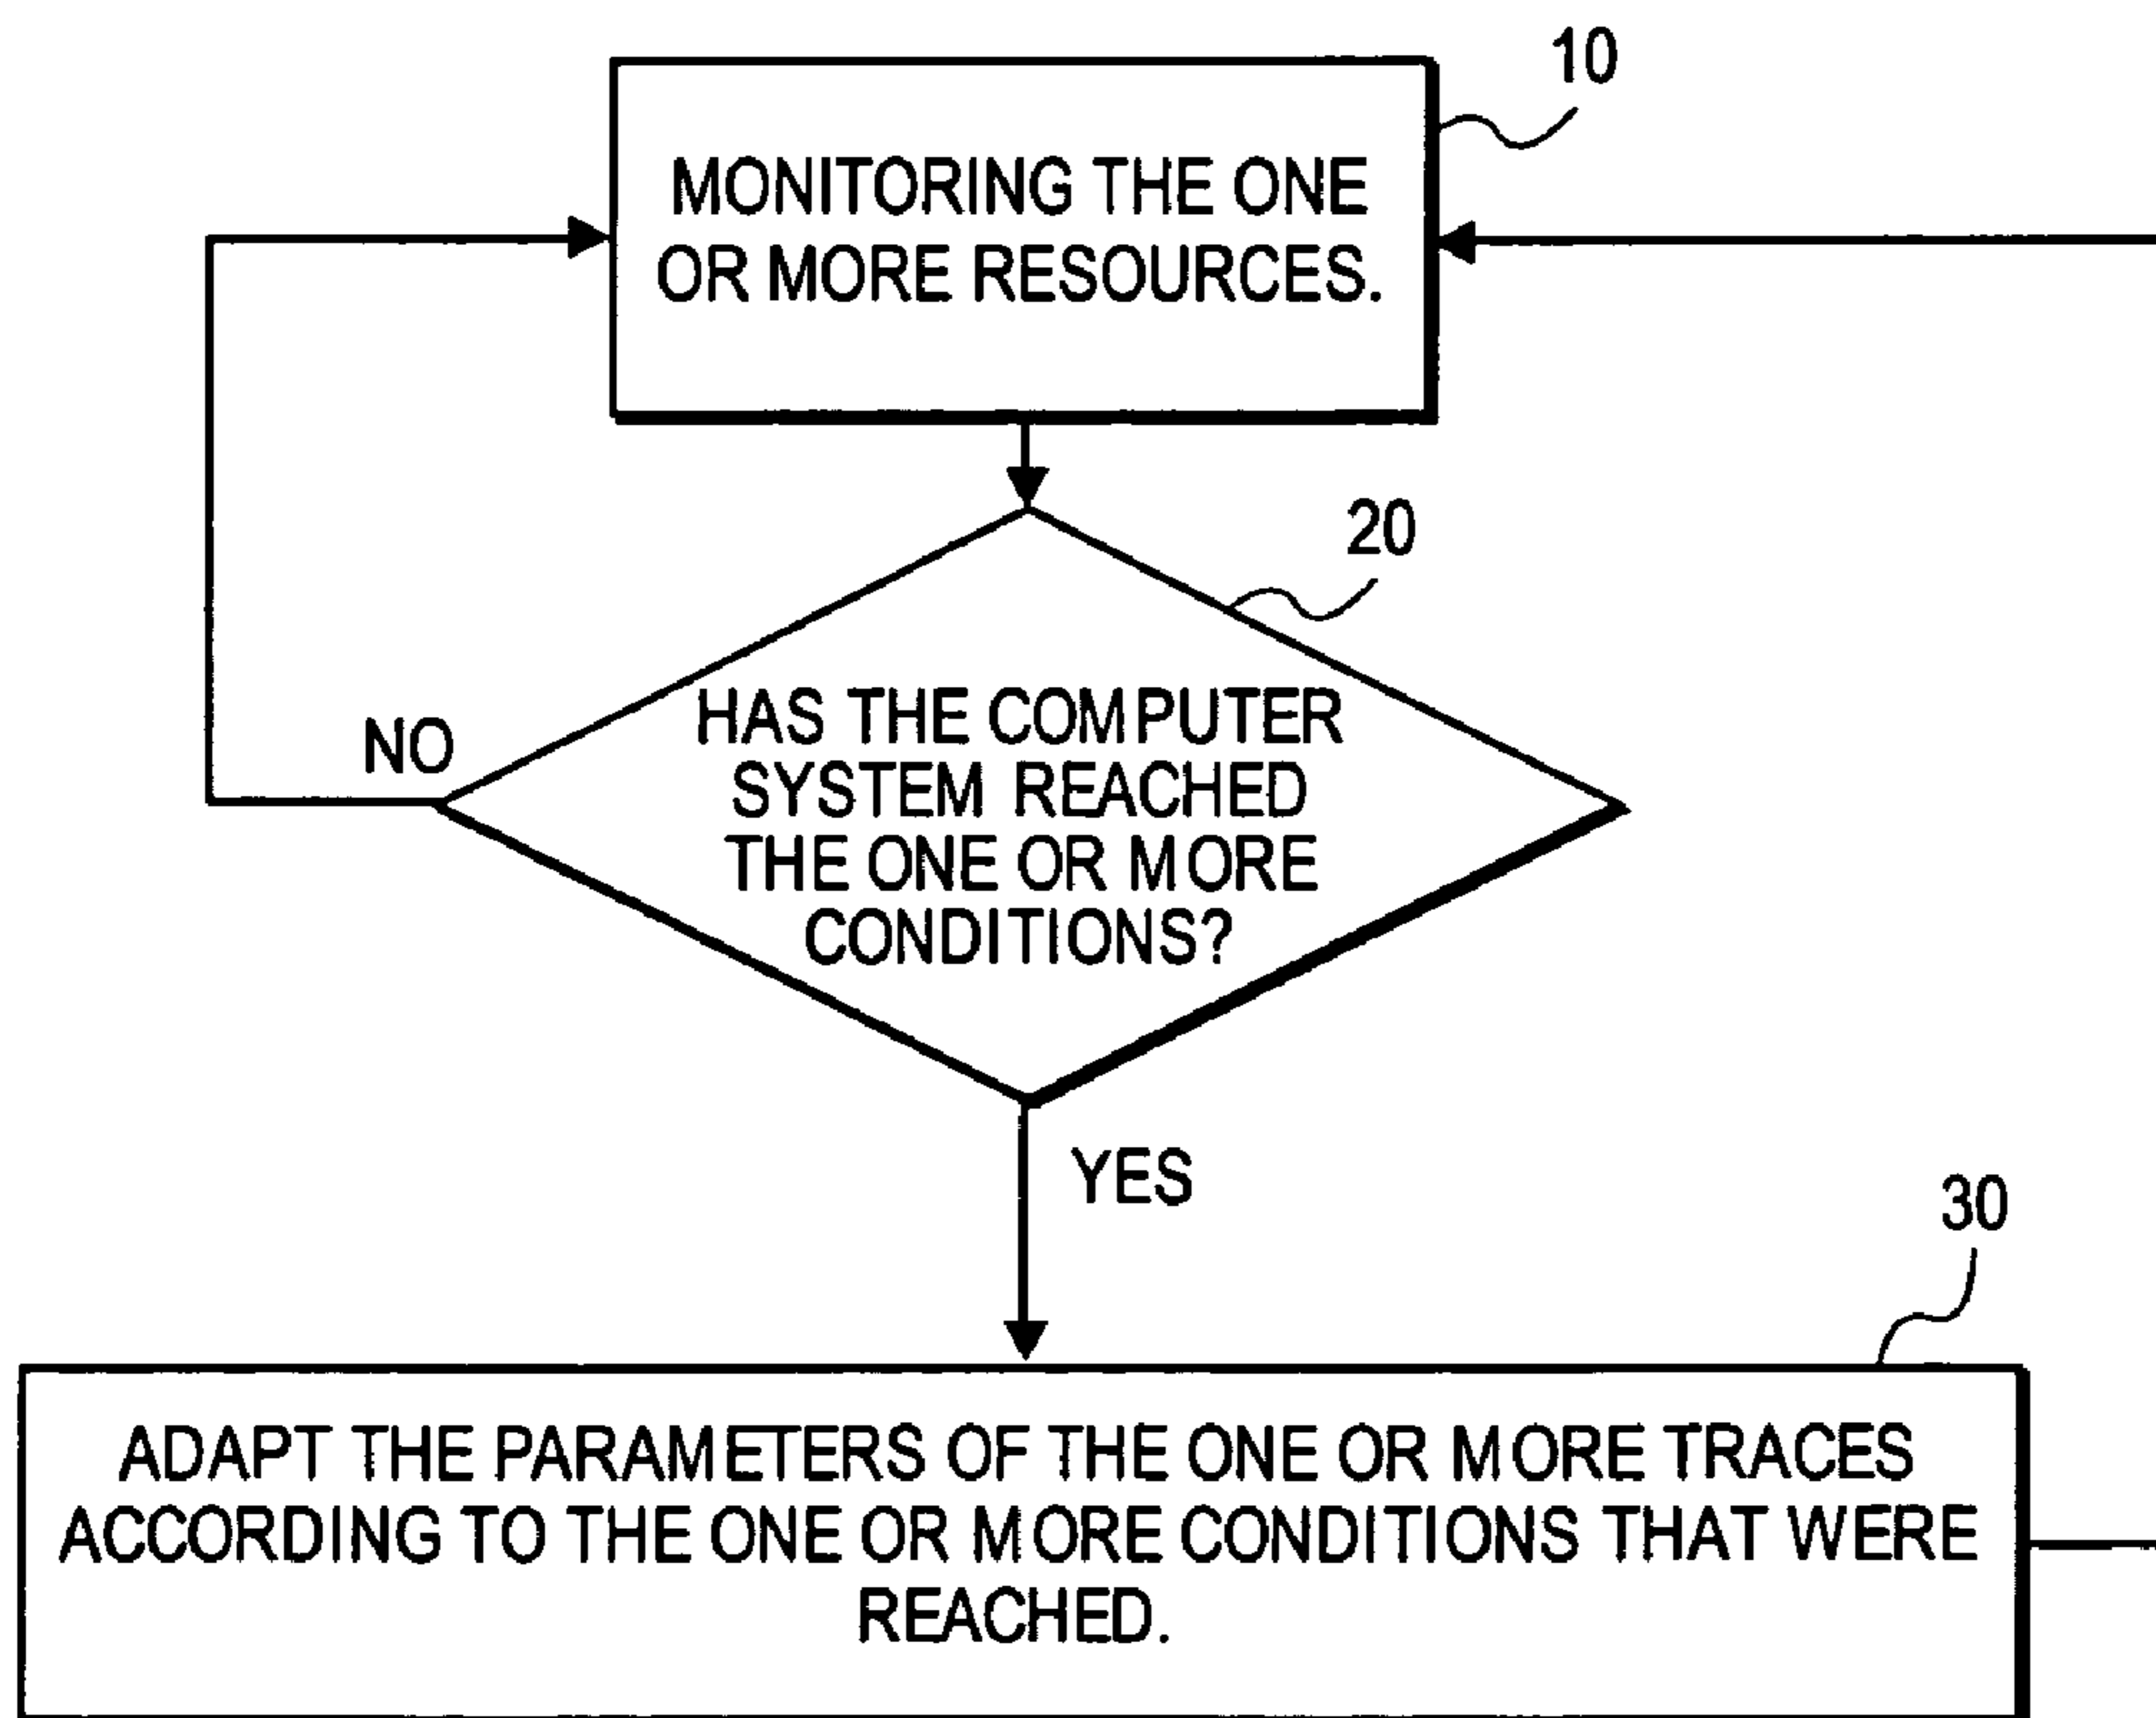 10
MONITORING THE ONE
OR MORE RESOURCES.
20
HAS THE COMPUTER
SYSTEM REACHED
THE ONE OR MORE
CONDITIONS?
NO
YES
30
ADAPT THE PARAMETERS OF THE ONE OR MORE TRACES
ACCORDING TO THE ONE OR MORE CONDITIONS THAT WERE
REACHED.